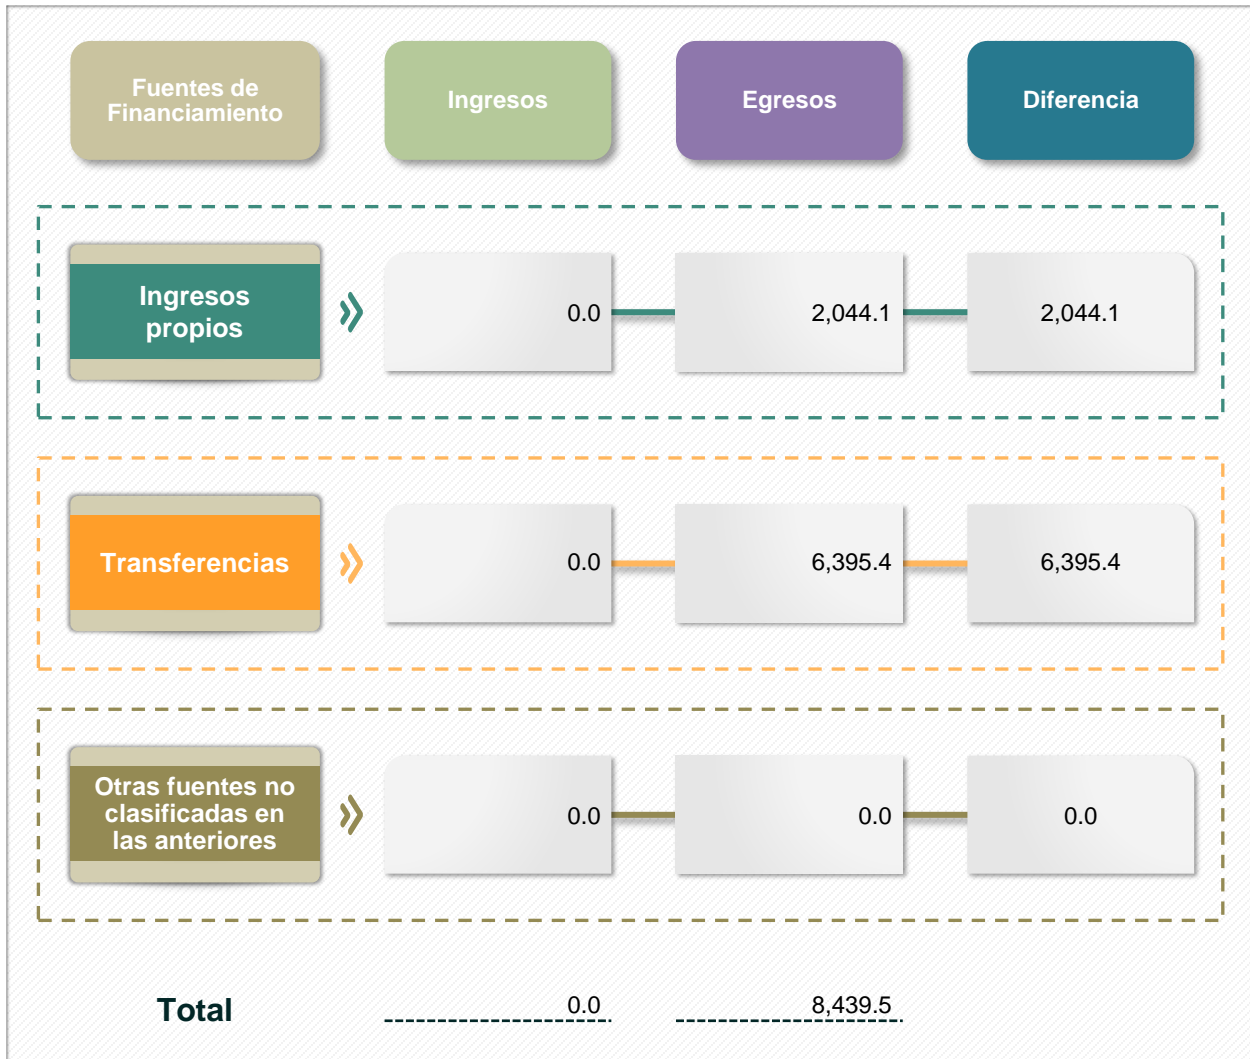 Fuentes de
Financiamiento
Ingresos
Egresos
Diferencia
Ingresos
propios
0.0
2,044.1
2,044.1
Transferencias
0.0
6,395.4
6,395.4
Otras fuentes no
clasificadas en
las anteriores
0.0
0.0
0.0
Total
0.0
8,439.5